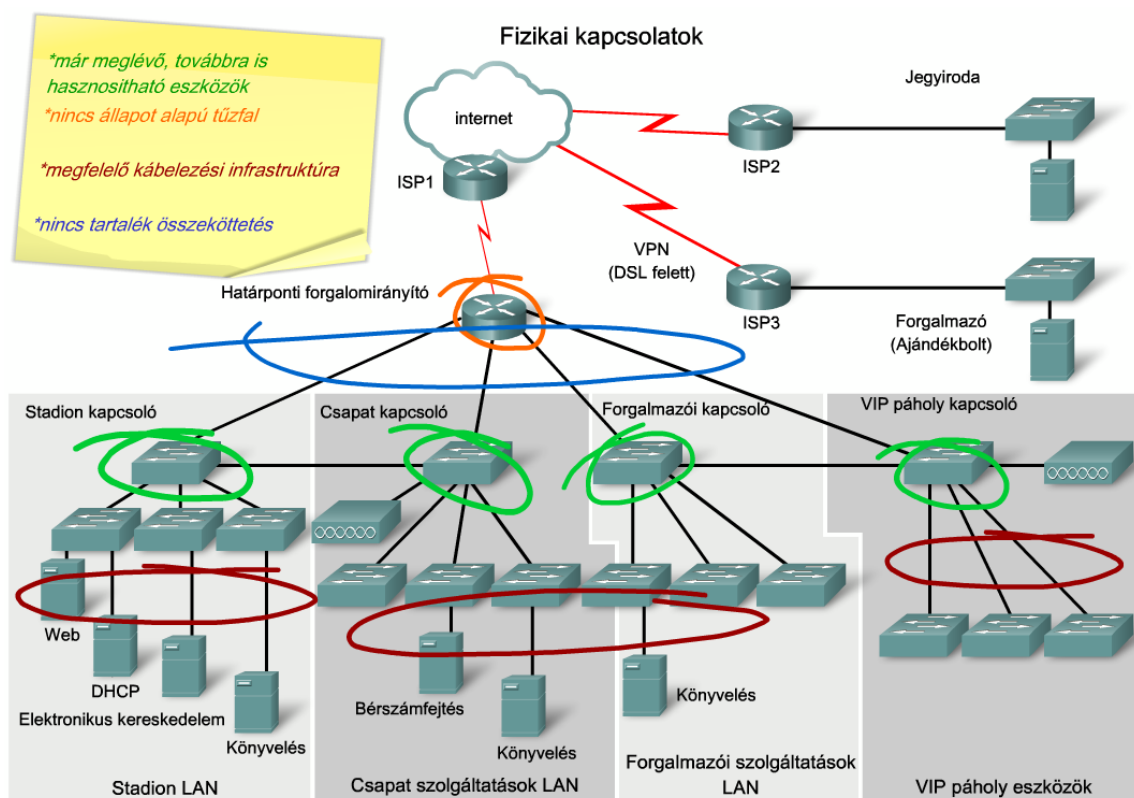 Fizikai kapcsolatok
*már meglévő, továbbra is
hasznosítható eszközök
*nincs állapot alapú tűzfal
*megfelelő kábelezési infrastruktúra
*nincs tartalék összeköttetés
internet
ISP1
ISP2
Jegyiroda
VPN
(DSL felett)
ISP3
Forgalmazó
(Ajándékbolt)
Határponti forgalomirányító
Stadion kapcsoló
Csapat kapcsoló
Forgalmazói kapcsoló
VIP páholy kapcsoló
Web
DHCP
Elektronikus kereskedelem
Könyvelés
Bérszámfejtés
Könyvelés
Könyvelés
Stadion LAN
Csapat szolgáltatások LAN
Forgalmazói szolgáltatások
LAN
VIP páholy eszközök